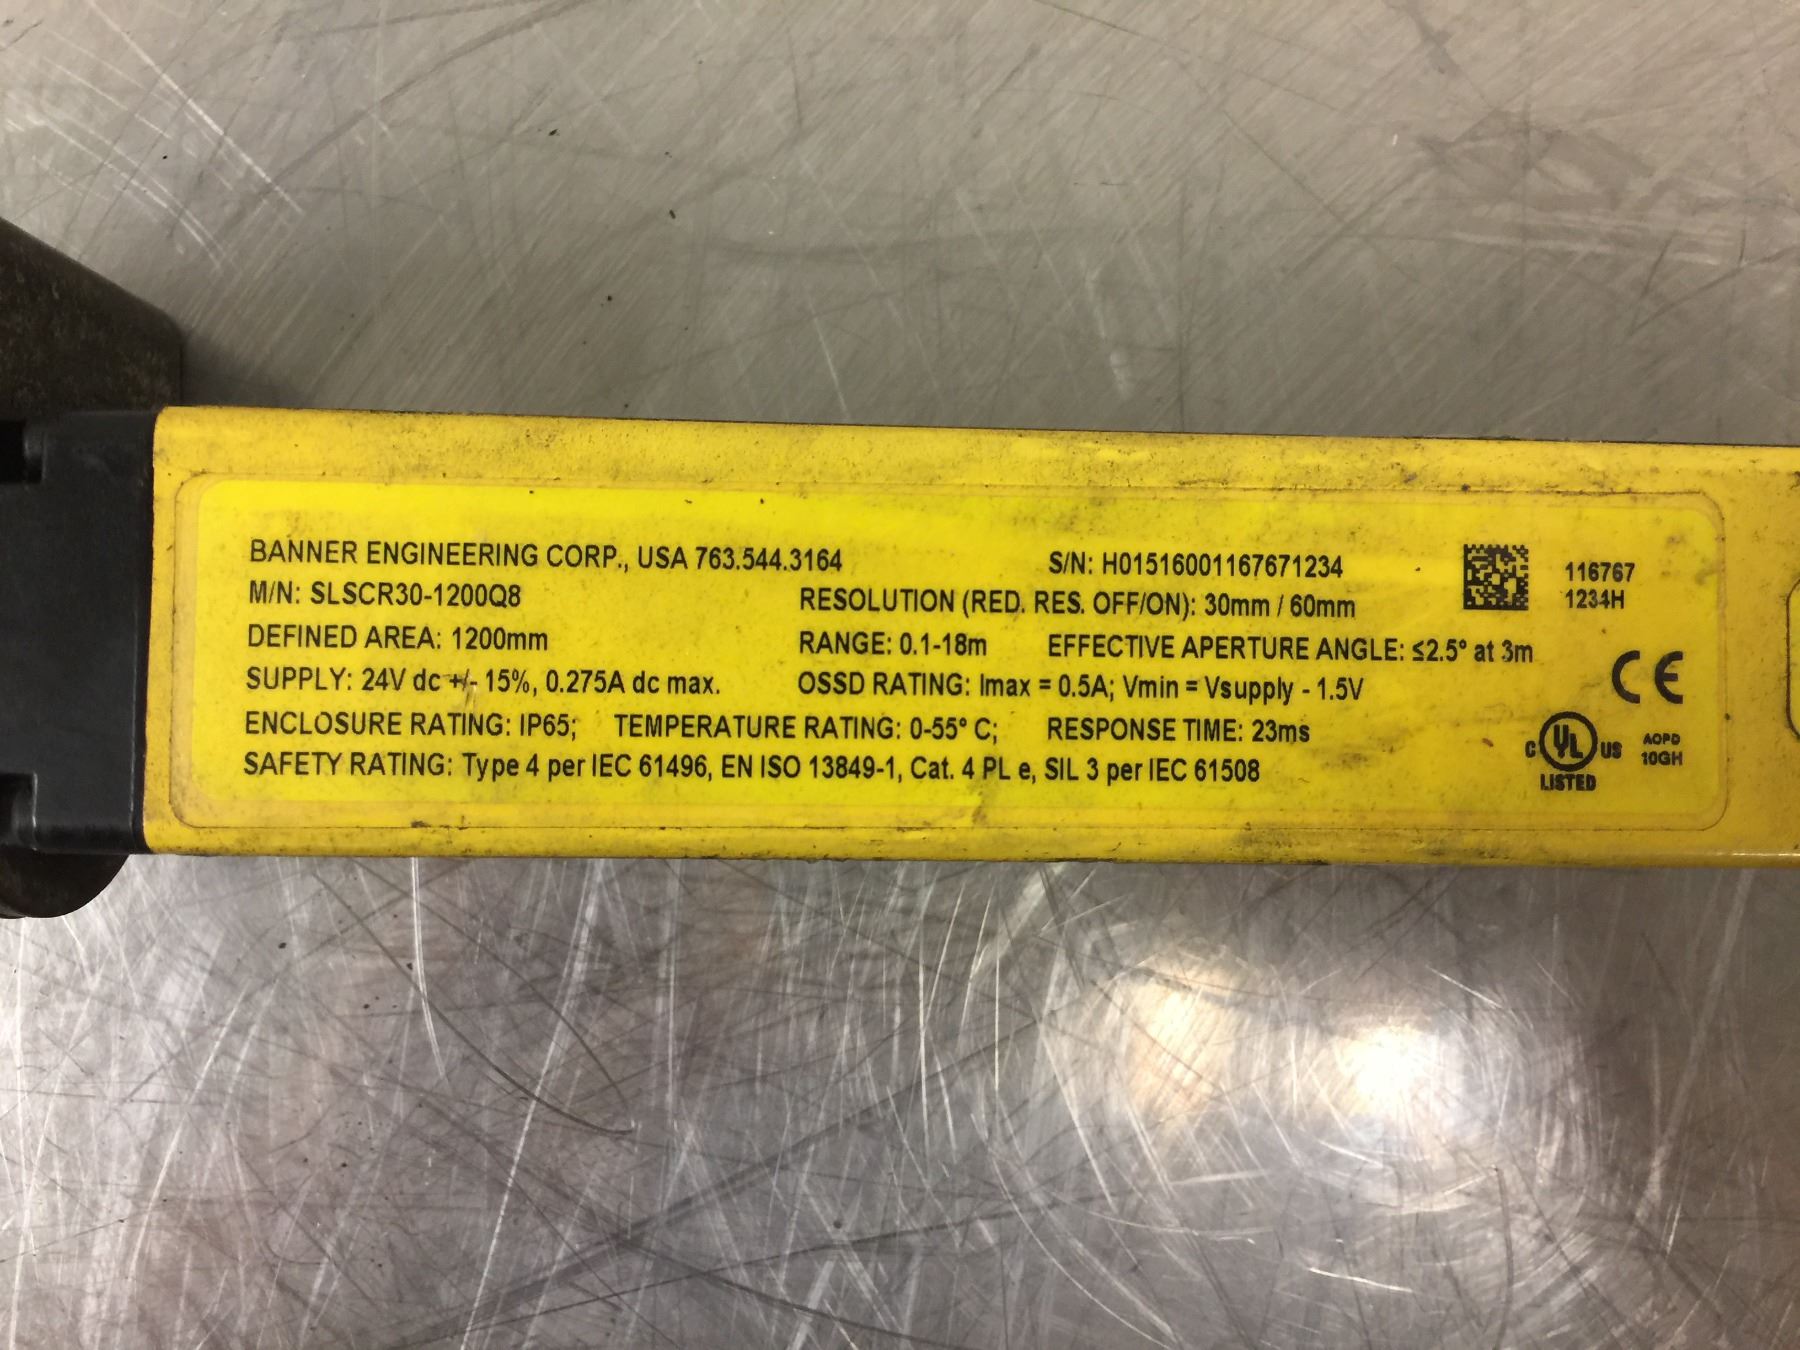 BANNER ENGINEERING CORP., USA 763.544.3164 S/N: H01516001167671234
M/N: SLSCR30-1200Q8 RESOLUTION (RED. RES. OFF/ON): 30mm / 60mm
DEFINED AREA: 1200mm RANGE: 0.1-18m EFFECTIVE APERTURE ANGLE: ≤2.5° at 3m
SUPPLY: 24V dc +/- 15%, 0.275A dc max. OSSD RATING: Imax = 0.5A; Vmin = Vsupply - 1.5V
ENCLOSURE RATING: IP65; TEMPERATURE RATING: 0-55° C; RESPONSE TIME: 23ms
SAFETY RATING: Type 4 per IEC 61496, EN ISO 13849-1, Cat. 4 PL e, SIL 3 per IEC 61508
116767
1234H
CE
C UL US
LISTED
AOPD
10GH